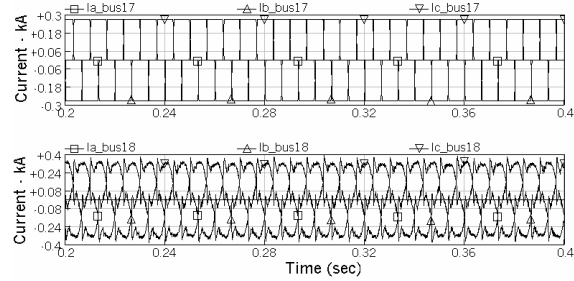 Ia_bus17 Ib_bus17 Ic_bus17
Current - kA
+0.3
+0.18
+0.06
-0.06
-0.18
-0.3
0.2 0.24 0.28 0.32 0.36 0.4
Ia_bus18 Ib_bus18 Ic_bus18
Current - kA
+0.4
+0.24
+0.08
-0.08
-0.24
-0.4
0.2 0.24 0.28 0.32 0.36 0.4
Time (sec)